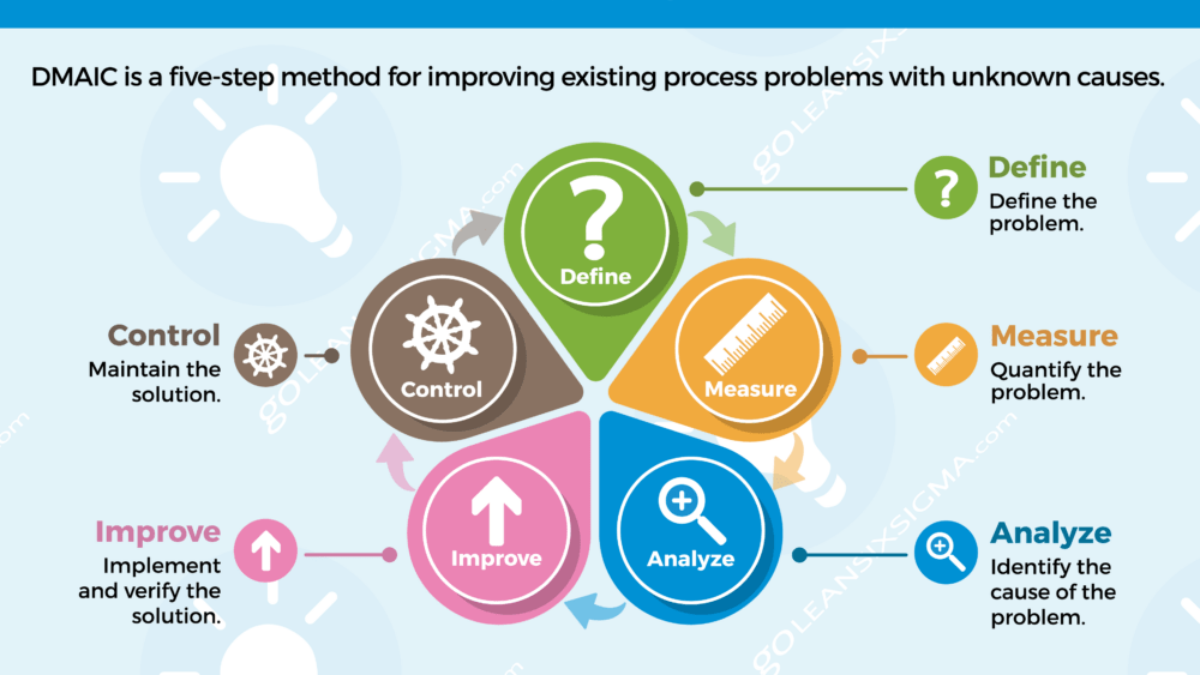 DMAIC is a five-step method for improving existing process problems with unknown causes.
Define
Define
Define the
problem.
Control
Measure
Control
Maintain the
solution.
Measure
Quantify the
problem.
Improve
Analyze
Improve
Implement
and verify the
solution.
Analyze
Identify the
cause of the
problem.
goLEANSIXSIGMA.com